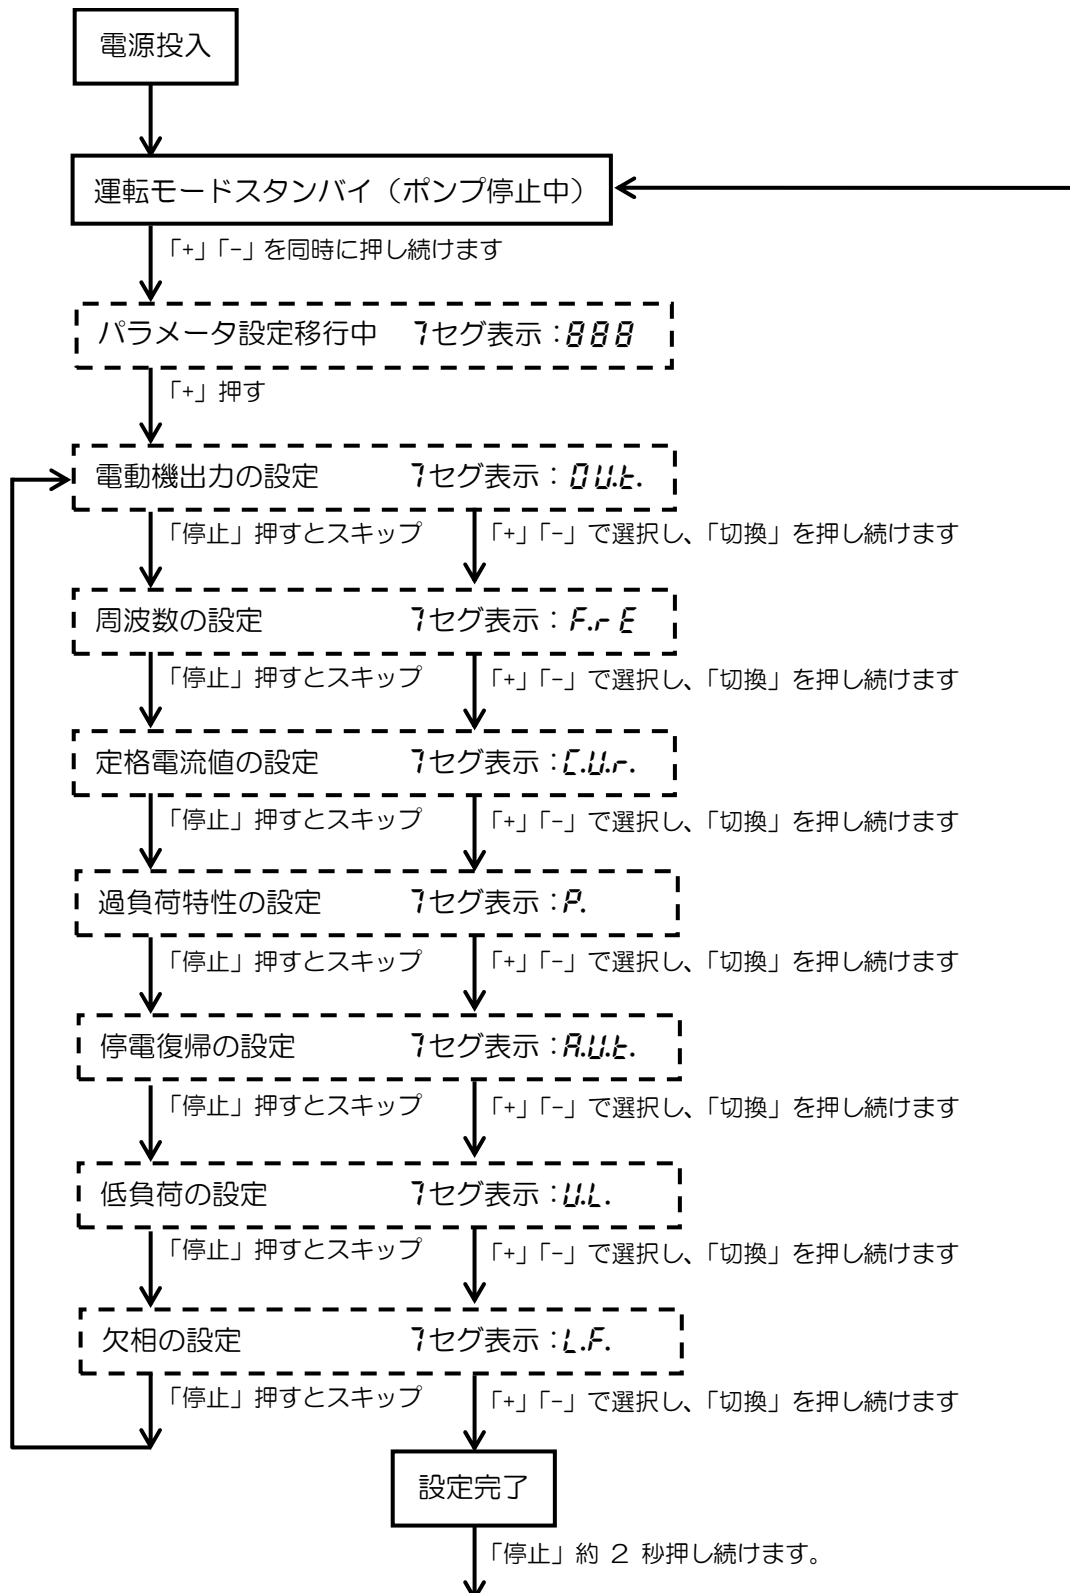 電源投入
運転モードスタンバイ（ポンプ停止中）
「+」「-」を同時に押し続けます
パラメータ設定移行中 7セグ表示：888
「+」押す
電動機出力の設定 7セグ表示：0U.t.
「停止」押すとスキップ 「+」「-」で選択し、「切換」を押し続けます
周波数の設定 7セグ表示：F.rE
「停止」押すとスキップ 「+」「-」で選択し、「切換」を押し続けます
定格電流値の設定 7セグ表示：C.U.r.
「停止」押すとスキップ 「+」「-」で選択し、「切換」を押し続けます
過負荷特性の設定 7セグ表示：P.
「停止」押すとスキップ 「+」「-」で選択し、「切換」を押し続けます
停電復帰の設定 7セグ表示：A.U.t.
「停止」押すとスキップ 「+」「-」で選択し、「切換」を押し続けます
低負荷の設定 7セグ表示：U.L.
「停止」押すとスキップ 「+」「-」で選択し、「切換」を押し続けます
欠相の設定 7セグ表示：L.F.
「停止」押すとスキップ 「+」「-」で選択し、「切換」を押し続けます
設定完了
「停止」約 2 秒押し続けます。